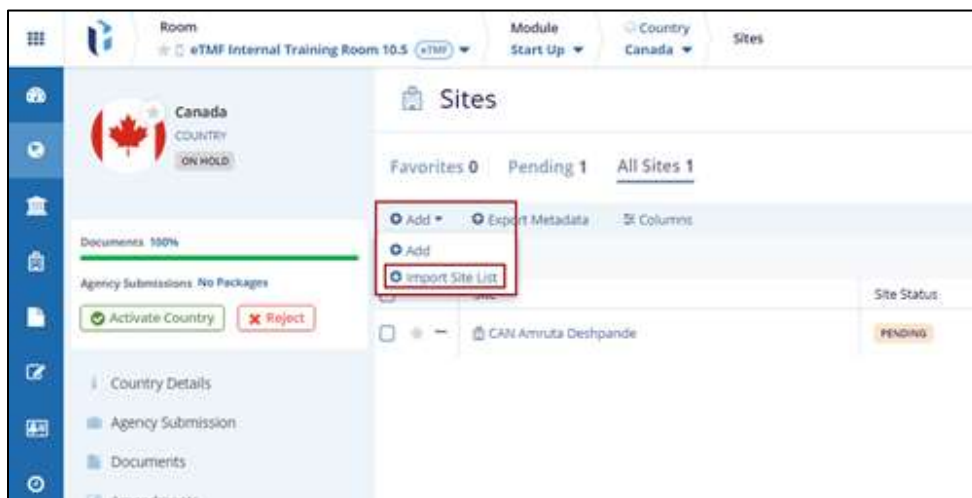 Room
eTMF Internal Training Room 10.5 eTMF
Module
Start Up
Country
Canada
Sites
Canada
COUNTRY
ON HOLD
Sites
Favorites 0 Pending 1 All Sites 1
Add Export Metadata Columns
Add
Import Site List
Documents 100%
Agency Submissions No Packages
Activate Country Reject
Site Site Status
CAN Amruta Deshpande PENDING
Country Details
Agency Submission
Documents